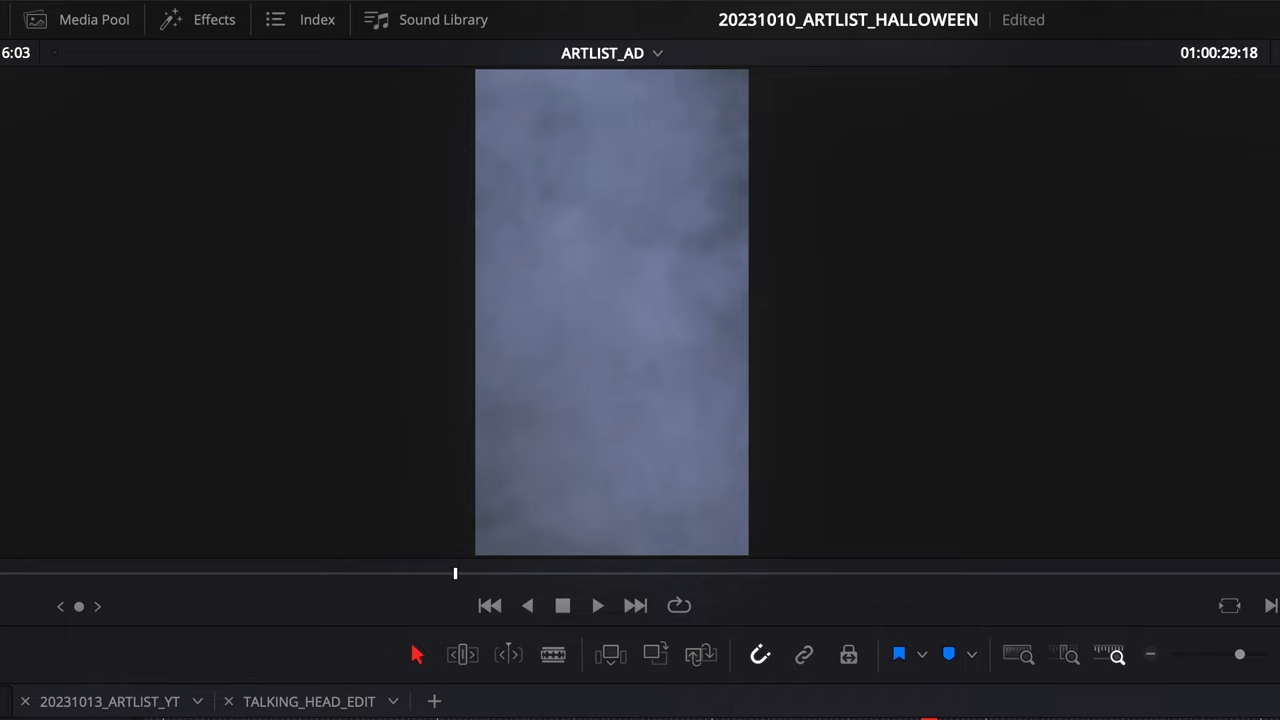 Media Pool Effects Index Sound Library 20231010_ARTLIST_HALLOWEEN Edited
6:03 ARTLIST_AD 01:00:29:18
20231013_ARTLIST_YT TALKING_HEAD_EDIT